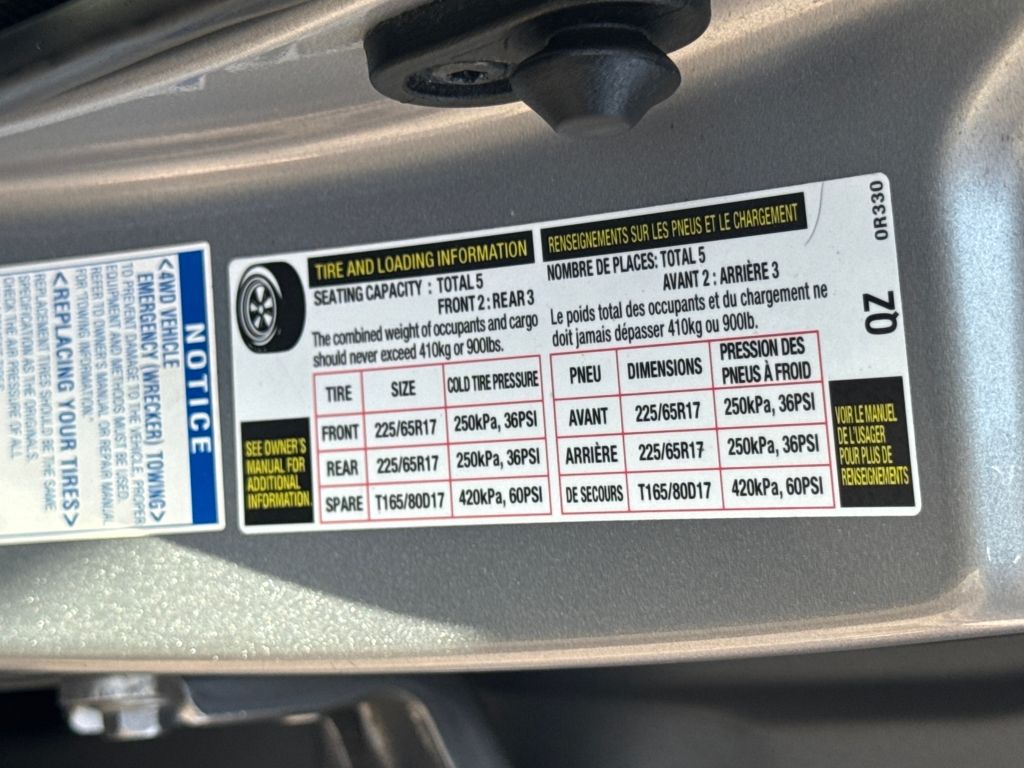 NOTICE
<4WD VEHICLE
EMERGENCY (WRECKER) TOWING>
TO PREVENT DAMAGE TO THE VEHICLE, PROPER
EQUIPMENT AND METHODS MUST BE USED.
REFER TO OWNER'S MANUAL OR REPAIR MANUAL
FOR "TOWING INFORMATION"
<REPLACING YOUR TIRES>
REPLACEMENT TIRES SHOULD BE THE SAME
SPECIFICATION AS THE ORIGINALS.
CHECK THE AIR PRESSURE OF ALL
TIRE AND LOADING INFORMATION
SEATING CAPACITY : TOTAL 5
FRONT 2 : REAR 3
The combined weight of occupants and cargo
should never exceed 410kg or 900lbs.
TIRE SIZE COLD TIRE PRESSURE
FRONT 225/65R17 250kPa, 36PSI
REAR 225/65R17 250kPa, 36PSI
SPARE T165/80D17 420kPa, 60PSI
SEE OWNER'S
MANUAL FOR
ADDITIONAL
INFORMATION.
RENSEIGNEMENTS SUR LES PNEUS ET LE CHARGEMENT
NOMBRE DE PLACES: TOTAL 5
AVANT 2 : ARRIÈRE 3
Le poids total des occupants et du chargement ne
doit jamais dépasser 410kg ou 900lb.
PNEU DIMENSIONS PRESSION DES
PNEUS À FROID
AVANT 225/65R17 250kPa, 36PSI
ARRIÈRE 225/65R17 250kPa, 36PSI
DE SECOURS T165/80D17 420kPa, 60PSI
VOIR LE MANUEL
DE L'USAGER
POUR PLUS DE
RENSEIGNEMENTS
0R330
QZ